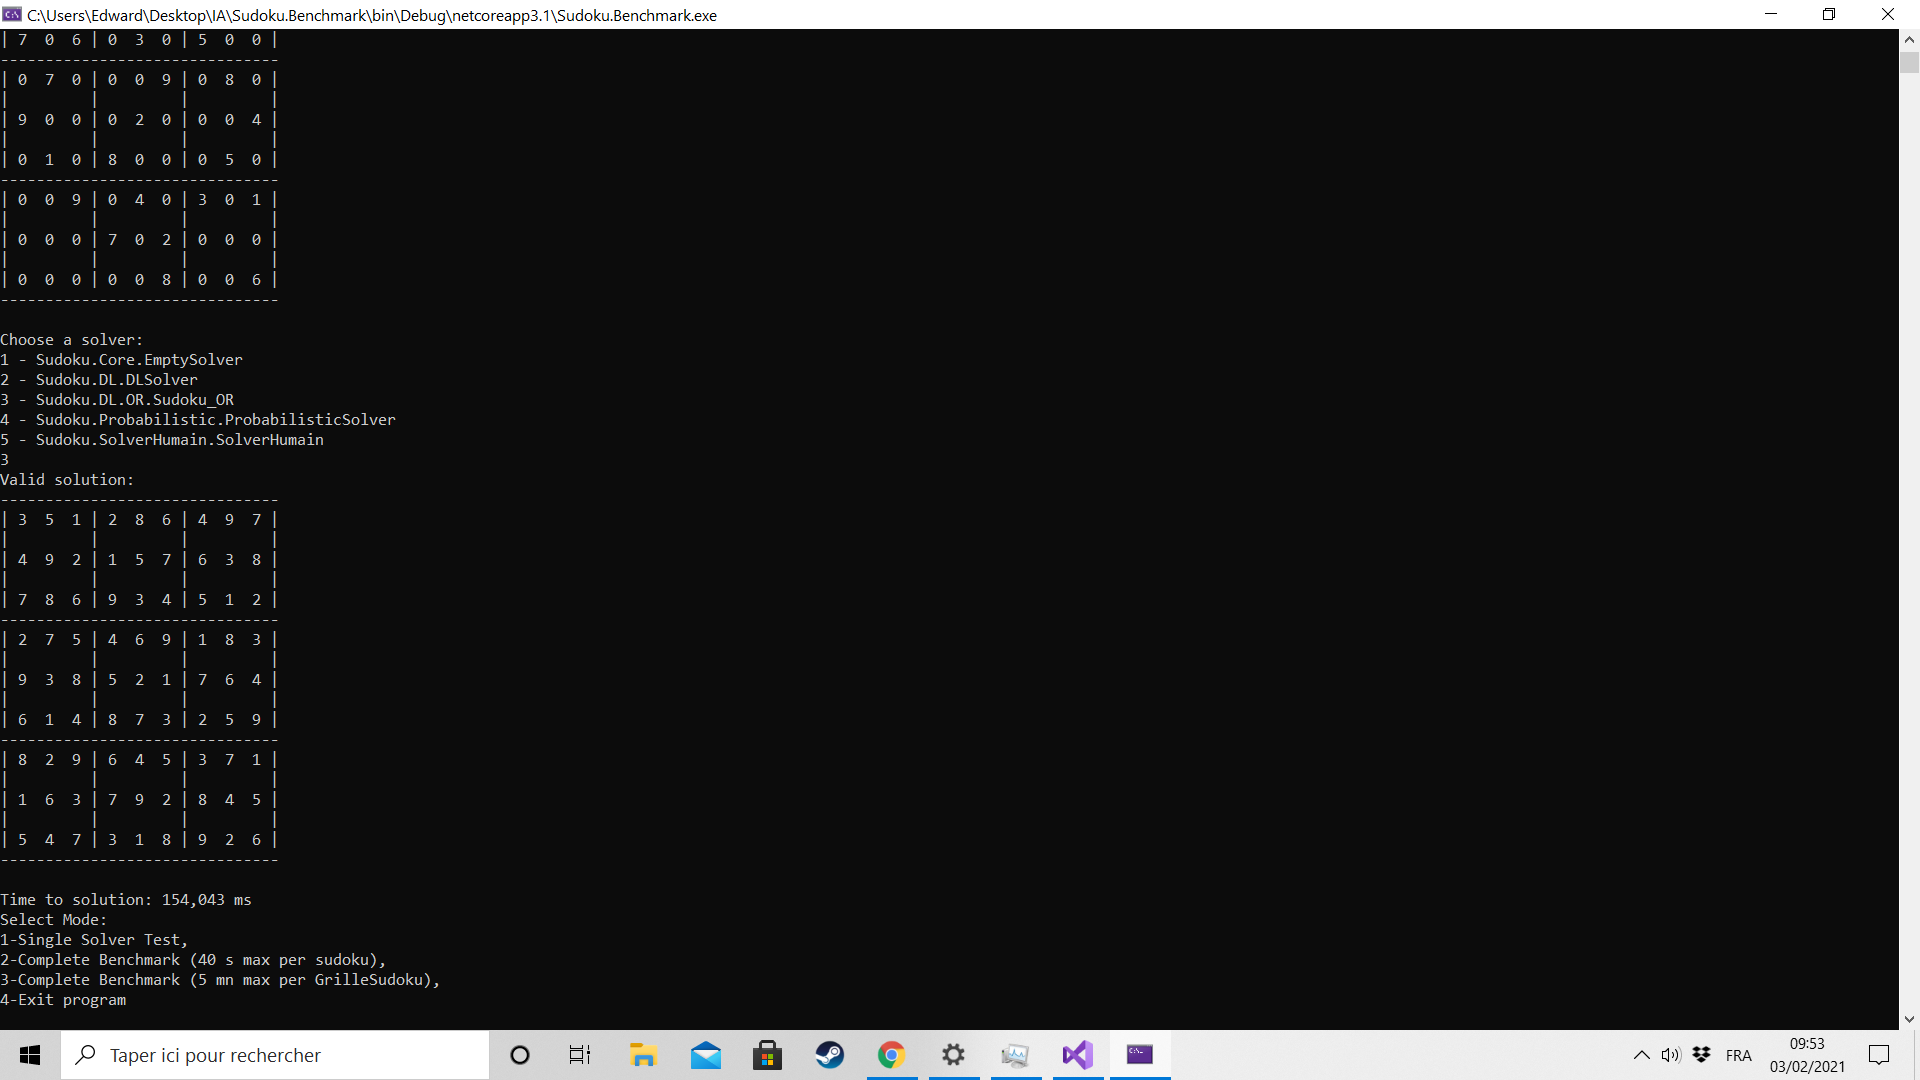 C:\Users\Edward\Desktop\IA\Sudoku.Benchmark\bin\Debug\netcoreapp3.1\Sudoku.Benchmark.exe
| 7  0  6 | 0  3  0 | 5  0  0 |
-------------------------------
| 0  7  0 | 0  0  9 | 0  8  0 |
|         |         |         |
| 9  0  0 | 0  2  0 | 0  0  4 |
|         |         |         |
| 0  1  0 | 8  0  0 | 0  5  0 |
-------------------------------
| 0  0  9 | 0  4  0 | 3  0  1 |
|         |         |         |
| 0  0  0 | 7  0  2 | 0  0  0 |
|         |         |         |
| 0  0  0 | 0  0  8 | 0  0  6 |
-------------------------------
Choose a solver:
1 - Sudoku.Core.EmptySolver
2 - Sudoku.DL.DLSolver
3 - Sudoku.DL.OR.Sudoku_OR
4 - Sudoku.Probabilistic.ProbabilisticSolver
5 - Sudoku.SolverHumain.SolverHumain
3
Valid solution:
-------------------------------
| 3  5  1 | 2  8  6 | 4  9  7 |
|         |         |         |
| 4  9  2 | 1  5  7 | 6  3  8 |
|         |         |         |
| 7  8  6 | 9  3  4 | 5  1  2 |
-------------------------------
| 2  7  5 | 4  6  9 | 1  8  3 |
|         |         |         |
| 9  3  8 | 5  2  1 | 7  6  4 |
|         |         |         |
| 6  1  4 | 8  7  3 | 2  5  9 |
-------------------------------
| 8  2  9 | 6  4  5 | 3  7  1 |
|         |         |         |
| 1  6  3 | 7  9  2 | 8  4  5 |
|         |         |         |
| 5  4  7 | 3  1  8 | 9  2  6 |
-------------------------------
Time to solution: 154,043 ms
Select Mode:
1-Single Solver Test,
2-Complete Benchmark (40 s max per sudoku),
3-Complete Benchmark (5 mn max per GrilleSudoku),
4-Exit program
Taper ici pour rechercher
FRA
09:53
03/02/2021